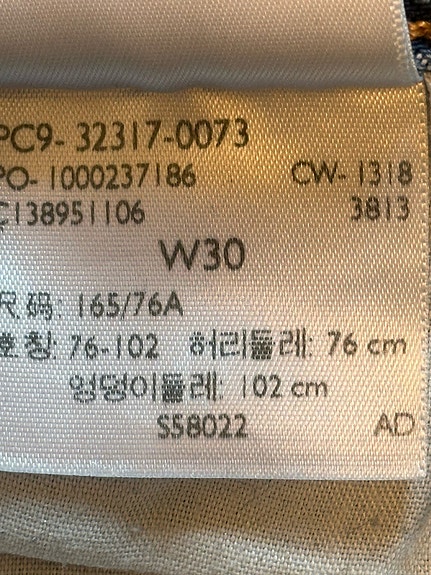 PC9- 32317-0073
PO- 1000237186 CW- 1318
C138951106 3813
W30
尺码: 165/76A
호칭: 76-102 허리둘레: 76 cm
엉덩이둘레: 102 cm
S58022 AD